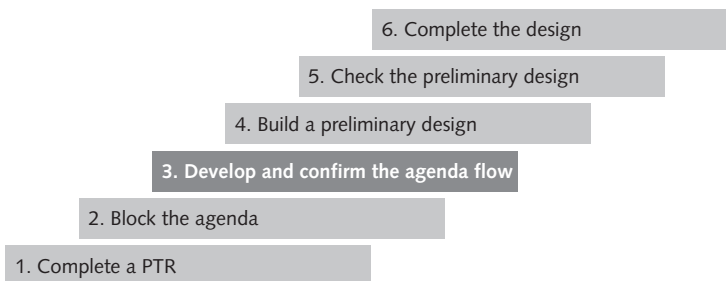 6. Complete the design
5. Check the preliminary design
4. Build a preliminary design
3. Develop and confirm the agenda flow
2. Block the agenda
1. Complete a PTR